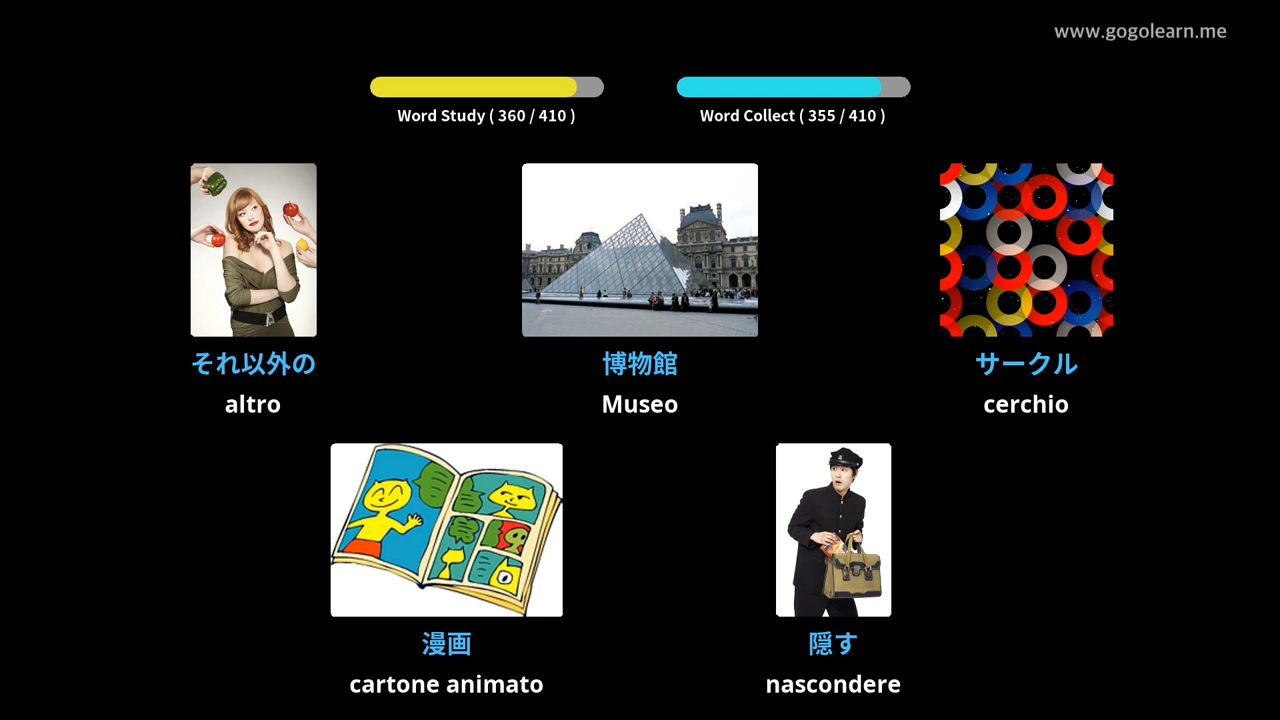 www.gogolearn.me
Word Study ( 360 / 410 )
Word Collect ( 355 / 410 )
それ以外の
博物館
サークル
altro
Museo
cerchio
漫画
隠す
cartone animato
nascondere